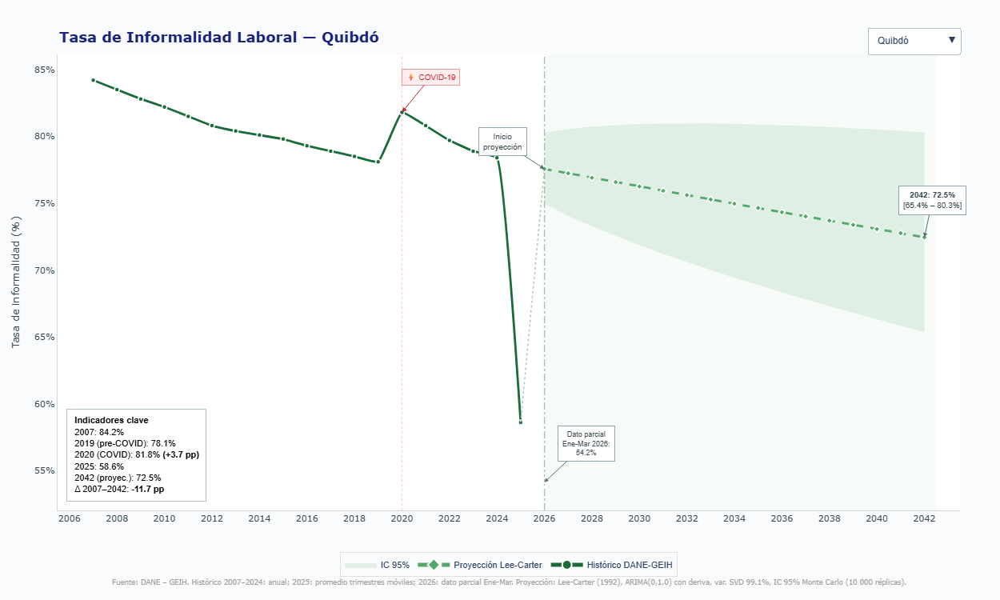 Tasa de Informalidad Laboral — Quibdó
Quibdó ▼
85%
80%
75%
70%
65%
60%
55%
Tasa de Informalidad (%)
COVID-19
Inicio
proyección
2042: 72.5%
[65.4% – 80.3%]
Dato parcial
Ene-Mar 2026:
54.2%
Indicadores clave
2007: 84.2%
2019 (pre-COVID): 78.1%
2020 (COVID): 81.8% (+3.7 pp)
2025: 58.6%
2042 (proyec.): 72.5%
Δ 2007–2042: -11.7 pp
2006 2008 2010 2012 2014 2016 2018 2020 2022 2024 2026 2028 2030 2032 2034 2036 2038 2040 2042
IC 95% Proyección Lee-Carter Histórico DANE-GEIH
Fuente: DANE – GEIH. Histórico 2007–2024: anual; 2025: promedio trimestres móviles; 2026: dato parcial Ene-Mar. Proyección: Lee-Carter (1992), ARIMA(0,1,0) con deriva, var. SVD 99.1%, IC 95% Monte Carlo (10 000 réplicas).